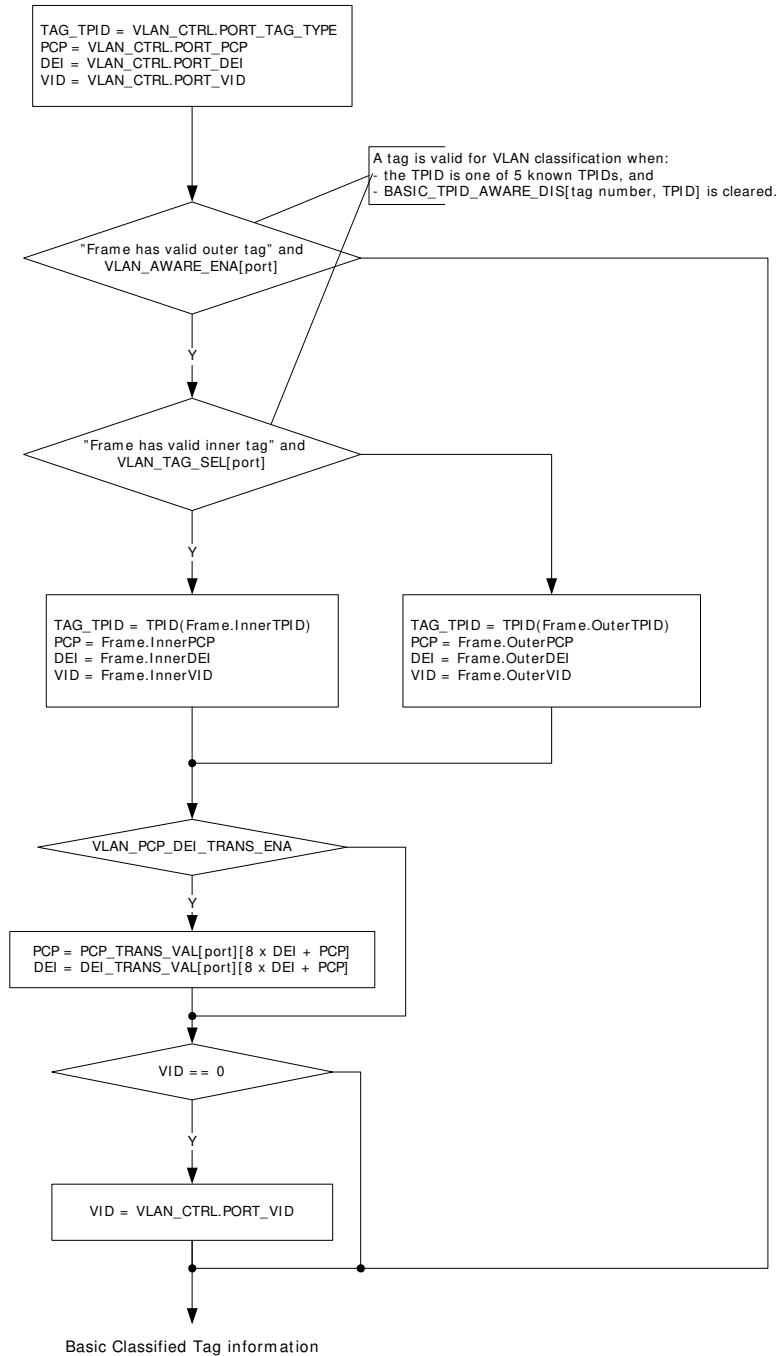 TAG_TPID = VLAN_CTRL.PORT_TAG_TYPE
PCP = VLAN_CTRL.PORT_PCP
DEI = VLAN_CTRL.PORT_DEI
VID = VLAN_CTRL.PORT_VID
A tag is valid for VLAN classification when:
- the TPID is one of 5 known TPIDs, and
- BASIC_TPID_AWARE_DIS[tag number, TPID] is cleared.
"Frame has valid outer tag" and
VLAN_AWARE_ENA[port]
Y
"Frame has valid inner tag" and
VLAN_TAG_SEL[port]
Y
TAG_TPID = TPID(Frame.InnerTPID)
PCP = Frame.InnerPCP
DEI = Frame.InnerDEI
VID = Frame.InnerVID
TAG_TPID = TPID(Frame.OuterTPID)
PCP = Frame.OuterPCP
DEI = Frame.OuterDEI
VID = Frame.OuterVID
VLAN_PCP_DEI_TRANS_ENA
Y
PCP = PCP_TRANS_VAL[port][8 x DEI + PCP]
DEI = DEI_TRANS_VAL[port][8 x DEI + PCP]
VID == 0
Y
VID = VLAN_CTRL.PORT_VID
Basic Classified Tag information